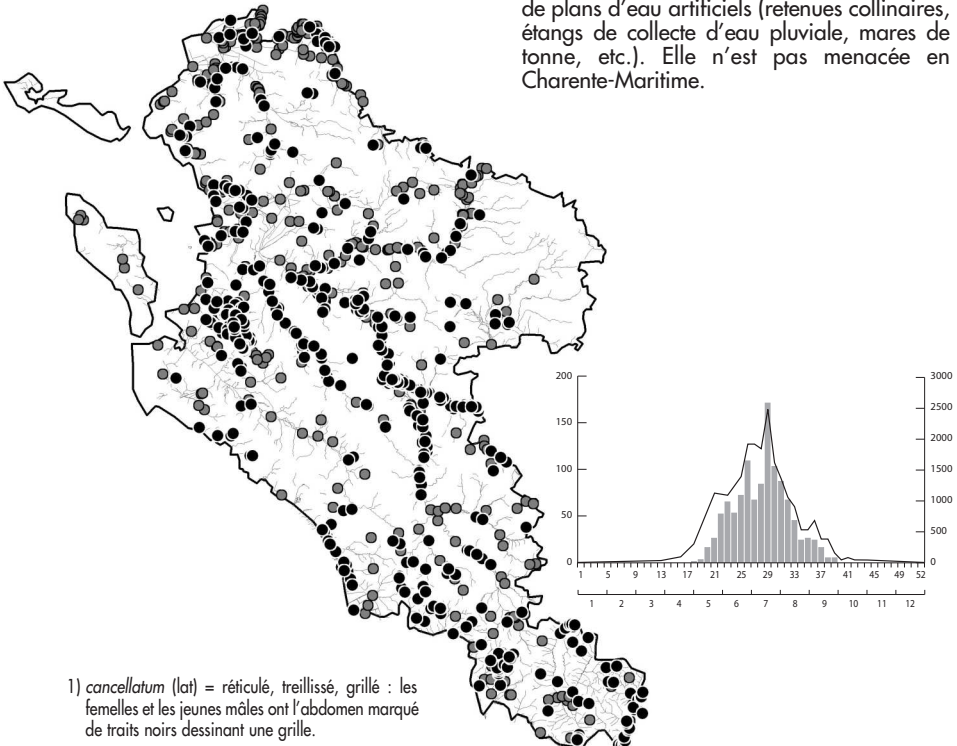 de plans d'eau artificiels (retenues collinaires,
étangs de collecte d'eau pluviale, mares de
tonne, etc.). Elle n'est pas menacée en
Charente-Maritime.
200
150
100
50
0
3000
2500
2000
1500
1000
500
0
1 5 9 13 17 21 25 29 33 37 41 45 49 52
1 2 3 4 5 6 7 8 9 10 11 12
1) cancellatum (lat) = réticulé, treillissé, grillé : les
femelles et les jeunes mâles ont l'abdomen marqué
de traits noirs dessinant une grille.